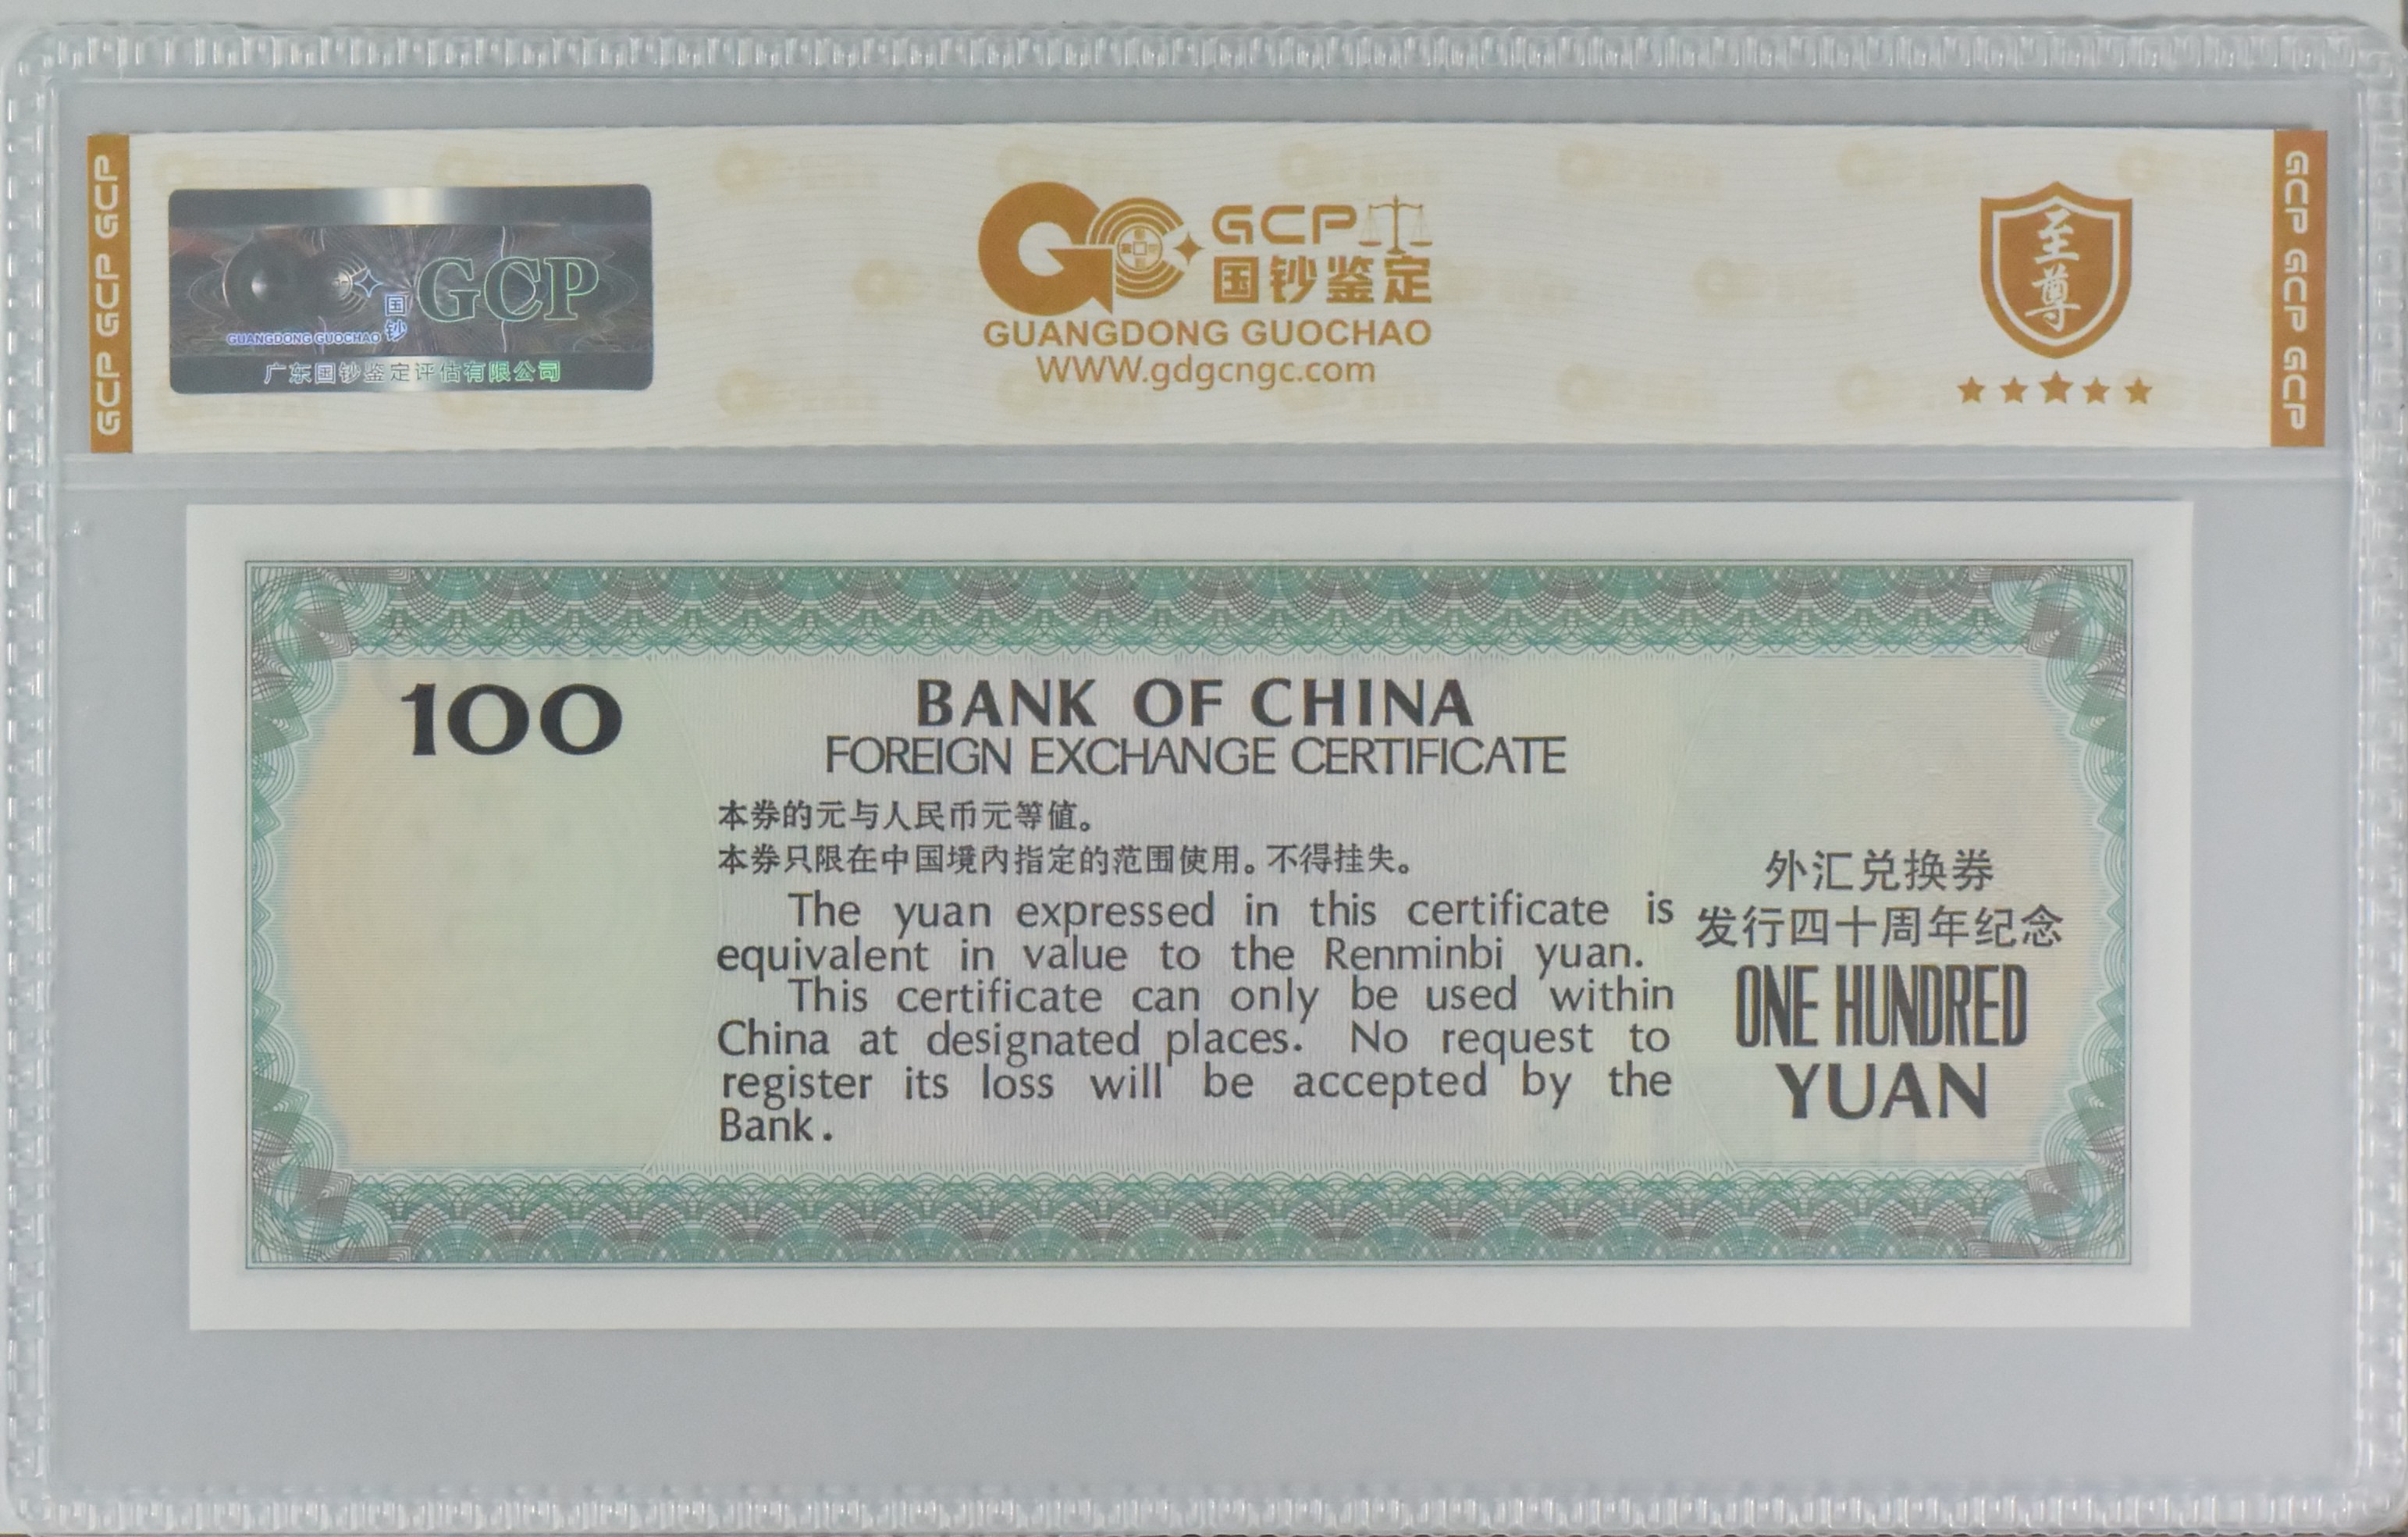 GCP GCP GCP
国钞
GCP
GUANGDONG GUOCHAO
广东国钞鉴定评估有限公司
GCP
国钞鉴定
GUANGDONG GUOCHAO
WWW.gdgcngc.com
至尊
GCP GCP GCP
100
BANK OF CHINA
FOREIGN EXCHANGE CERTIFICATE
本券的元与人民币元等值。
本券只限在中国境内指定的范围使用。不得挂失。
The yuan expressed in this certificate is
equivalent in value to the Renminbi yuan.
This certificate can only be used within
China at designated places. No request to
register its loss will be accepted by the
Bank.
外汇兑换券
发行四十周年纪念
ONE HUNDRED
YUAN